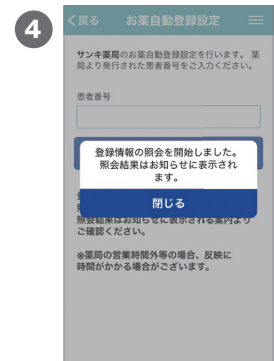 4
＜戻る　お薬自動登録設定
サンキ薬局のお薬自動登録設定を行います。 薬
局より発行された患者番号をご入力ください。
患者番号
登録情報の照会を開始しました。
照会結果はお知らせに表示され
ます。
閉じる
照会結果はお知らせに表示される案内より
ご確認ください。
※薬局の営業時間外等の場合、反映に
時間がかかる場合がございます。